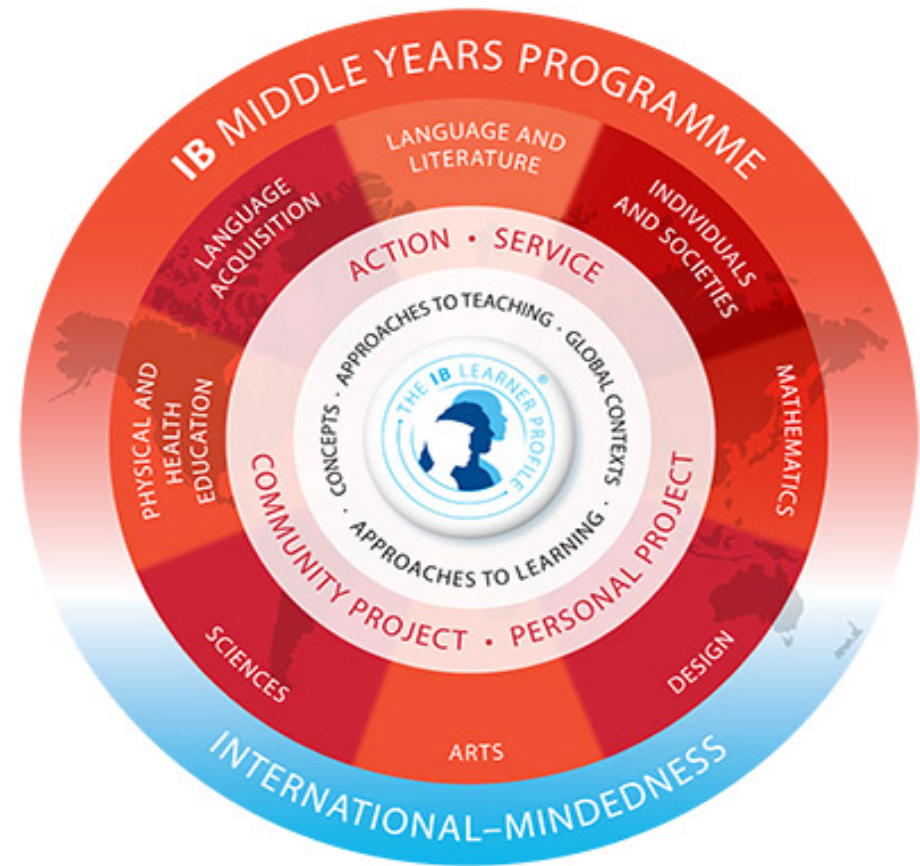 IB MIDDLE YEARS PROGRAMME
LANGUAGE AND
LITERATURE
INDIVIDUALS
AND SOCIETIES
MATHEMATICS
DESIGN
ARTS
SCIENCES
PHYSICAL AND
HEALTH
EDUCATION
LANGUAGE
ACQUISITION
ACTION • SERVICE
PERSONAL PROJECT •
COMMUNITY PROJECT
APPROACHES TO TEACHING · GLOBAL CONTEXTS ·
APPROACHES TO LEARNING ·
CONCEPTS ·
THE IB LEARNER PROFILE ®
INTERNATIONAL–MINDEDNESS